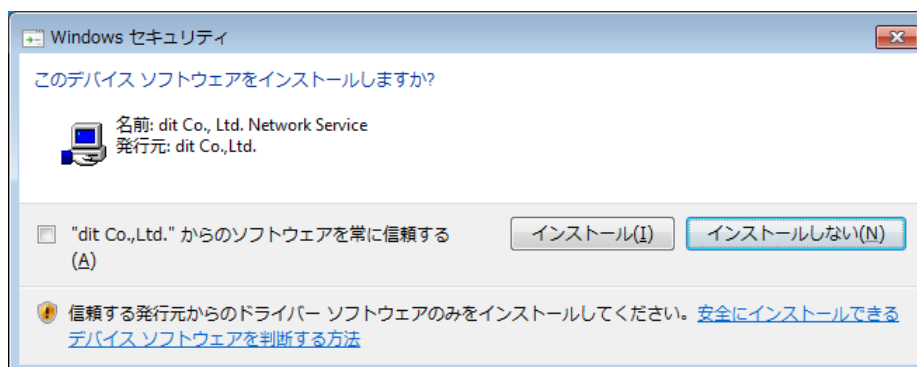 Windows セキュリティ
このデバイス ソフトウェアをインストールしますか?
名前: dit Co., Ltd. Network Service
発行元: dit Co.,Ltd.
"dit Co.,Ltd." からのソフトウェアを常に信頼する
(A)
インストール(I)
インストールしない(N)
信頼する発行元からのドライバー ソフトウェアのみをインストールしてください。安全にインストールできる
デバイス ソフトウェアを判断する方法